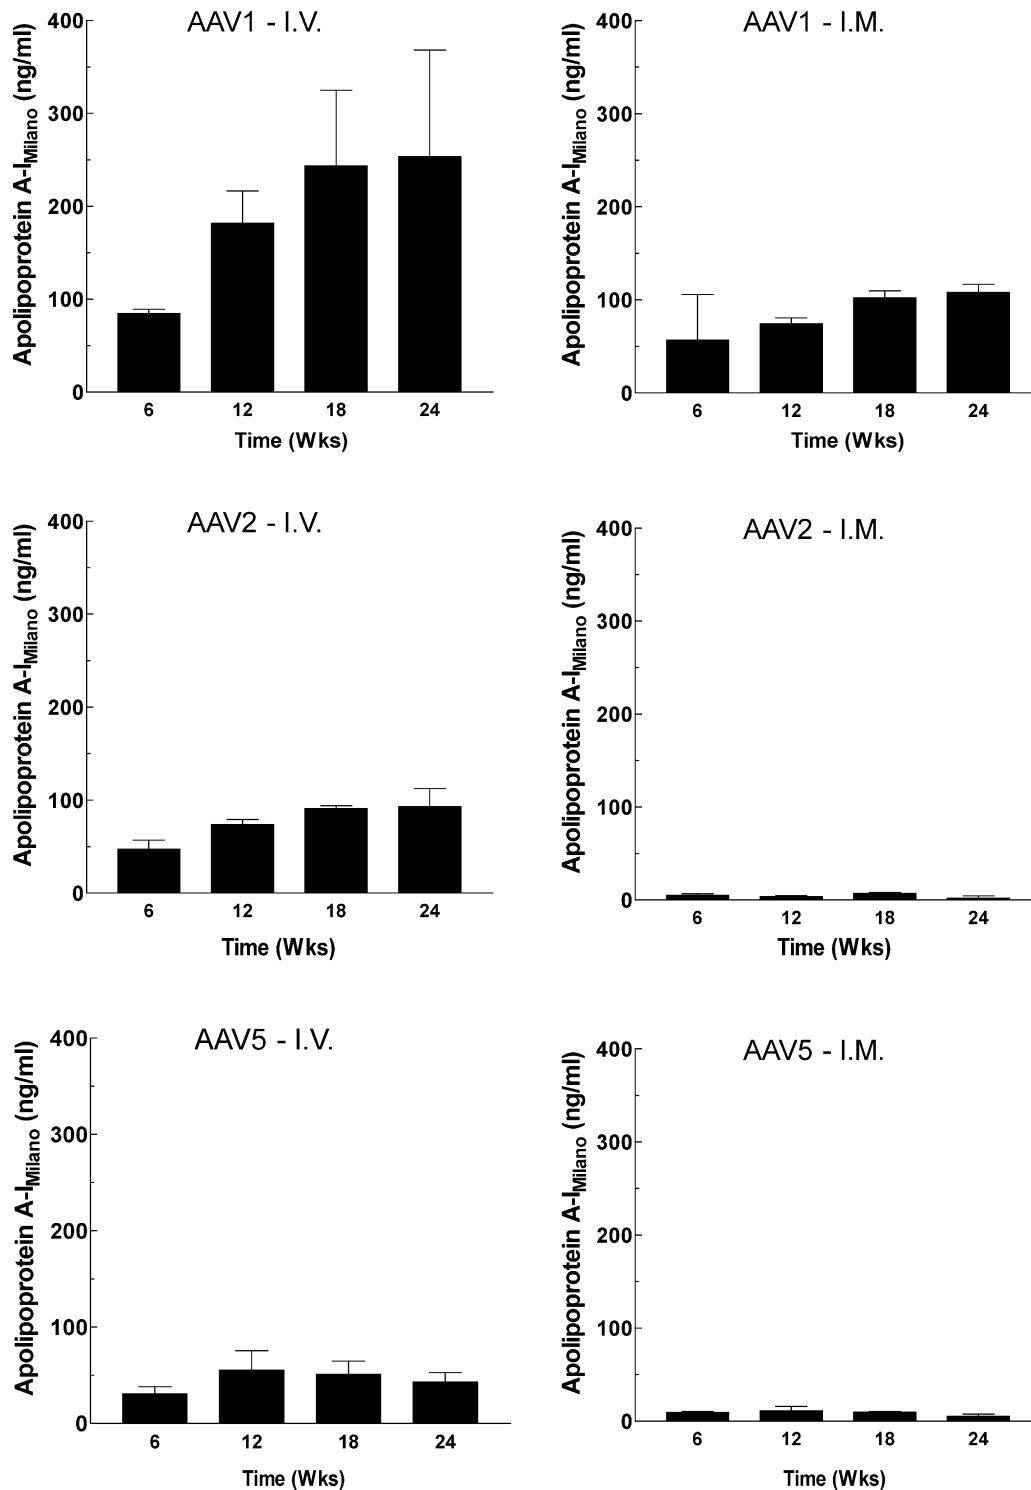 AAV1 - I.V.
Apolipoprotein A-IMilano (ng/ml)
400
300
200
100
0
6 12 18 24
Time (Wks)
AAV1 - I.M.
Apolipoprotein A-IMilano (ng/ml)
400
300
200
100
0
6 12 18 24
Time (Wks)
AAV2 - I.V.
Apolipoprotein A-IMilano (ng/ml)
400
300
200
100
0
6 12 18 24
Time (Wks)
AAV2 - I.M.
Apolipoprotein A-IMilano (ng/ml)
400
300
200
100
0
6 12 18 24
Time (Wks)
AAV5 - I.V.
Apolipoprotein A-IMilano (ng/ml)
400
300
200
100
0
6 12 18 24
Time (Wks)
AAV5 - I.M.
Apolipoprotein A-IMilano (ng/ml)
400
300
200
100
0
6 12 18 24
Time (Wks)